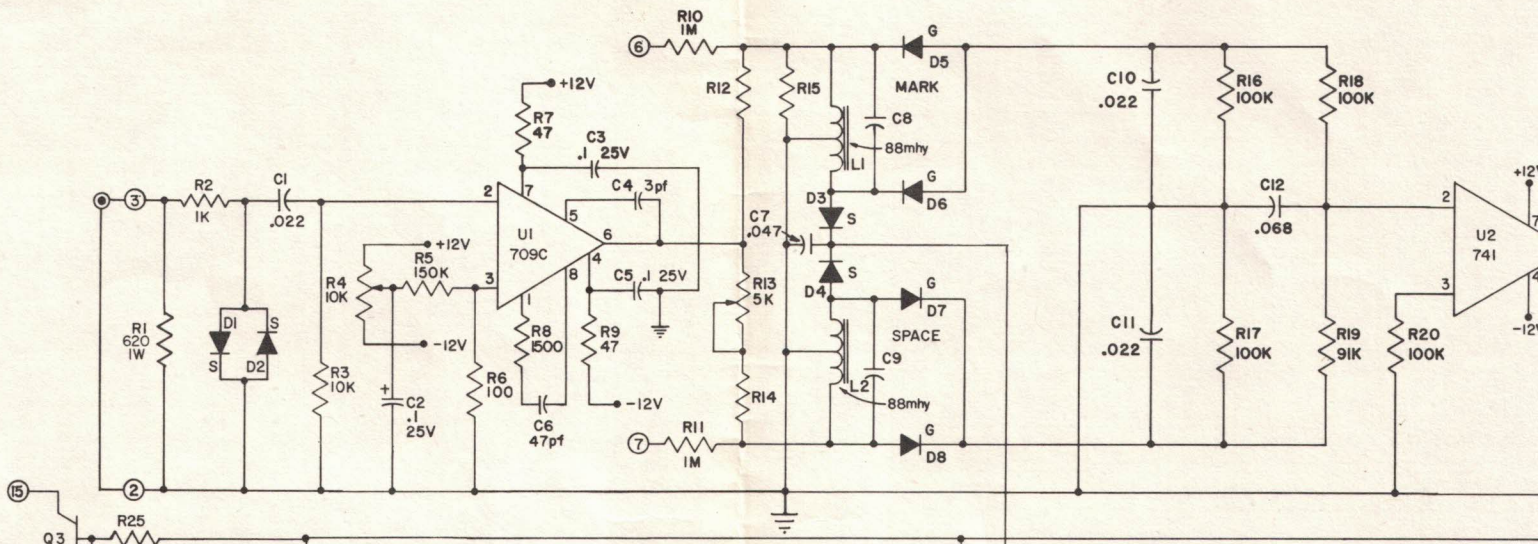 R10
1M
6
G
D5
MARK
R12
R15
C8
88mhy
L1
G
D6
D3
S
C7
.047
S
D4
+12V
R7
47
C3
.1 25V
C4
3pf
2
7
5
6
U1
709C
3
1
8
4
C5 .1 25V
3
R2
1K
C1
.022
+12V
R4
10K
R5
150K
-12V
R1
620
1W
D1
S
S
D2
R3
10K
+
C2
.1
25V
R6
100
R8
1500
C6
47pf
R9
47
-12V
R13
5K
R14
7
R11
1M
G
D7
SPACE
C9
L2
88mhy
G
D8
C10
.022
R16
100K
R18
100K
C12
.068
C11
.022
R17
100K
R19
91K
R20
100K
2
U2
741
3
+12V
7
4
-12V
2
15
Q3
R25